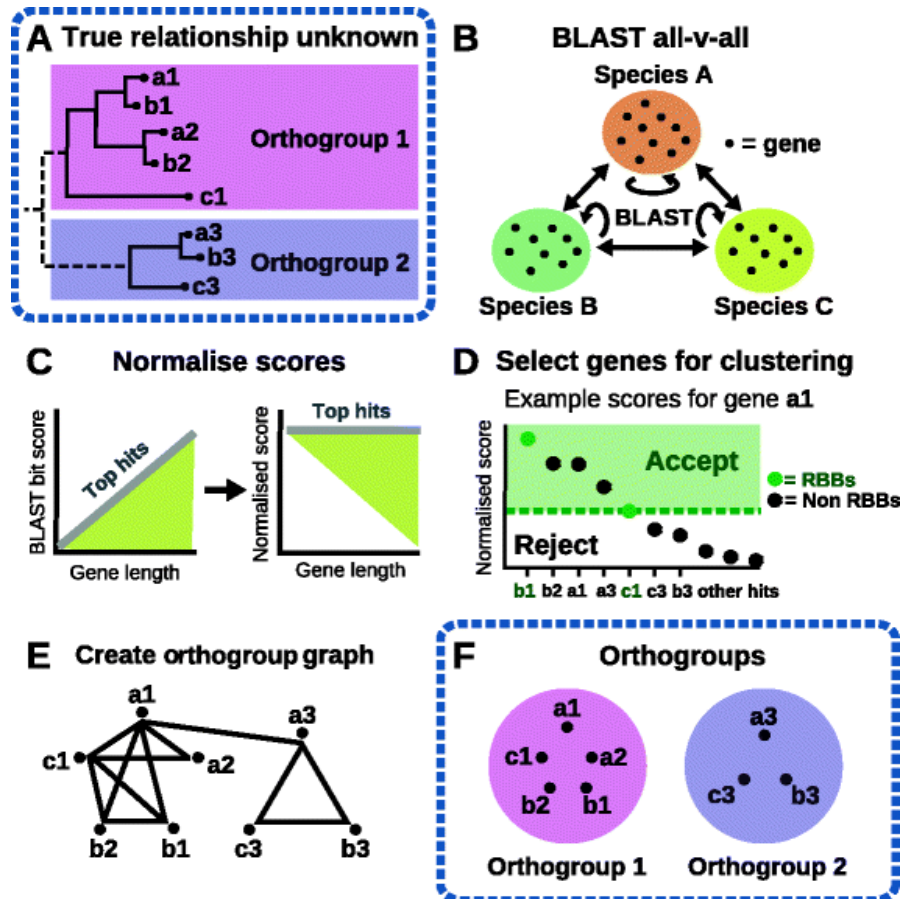 A True relationship unknown
a1
b1
a2
b2
c1
Orthogroup 1
a3
b3
c3
Orthogroup 2
B BLAST all-v-all
Species A
• = gene
BLAST
Species B
Species C
C Normalise scores
BLAST bit score
Top hits
Gene length
Normalised score
Top hits
Gene length
D Select genes for clustering
Example scores for gene a1
Normalised score
Accept
Reject
= RBBs
= Non RBBs
b1 b2 a1 a3 c1 c3 b3 other hits
E Create orthogroup graph
a1
c1
a2
b2
b1
a3
c3
b3
F Orthogroups
a1
c1
a2
b2
b1
Orthogroup 1
a3
c3
b3
Orthogroup 2